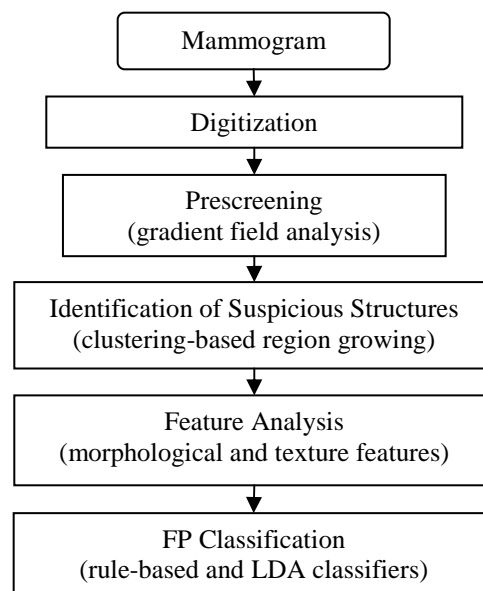 Mammogram
Digitization
Prescreening
(gradient field analysis)
Identification of Suspicious Structures
(clustering-based region growing)
Feature Analysis
(morphological and texture features)
FP Classification
(rule-based and LDA classifiers)